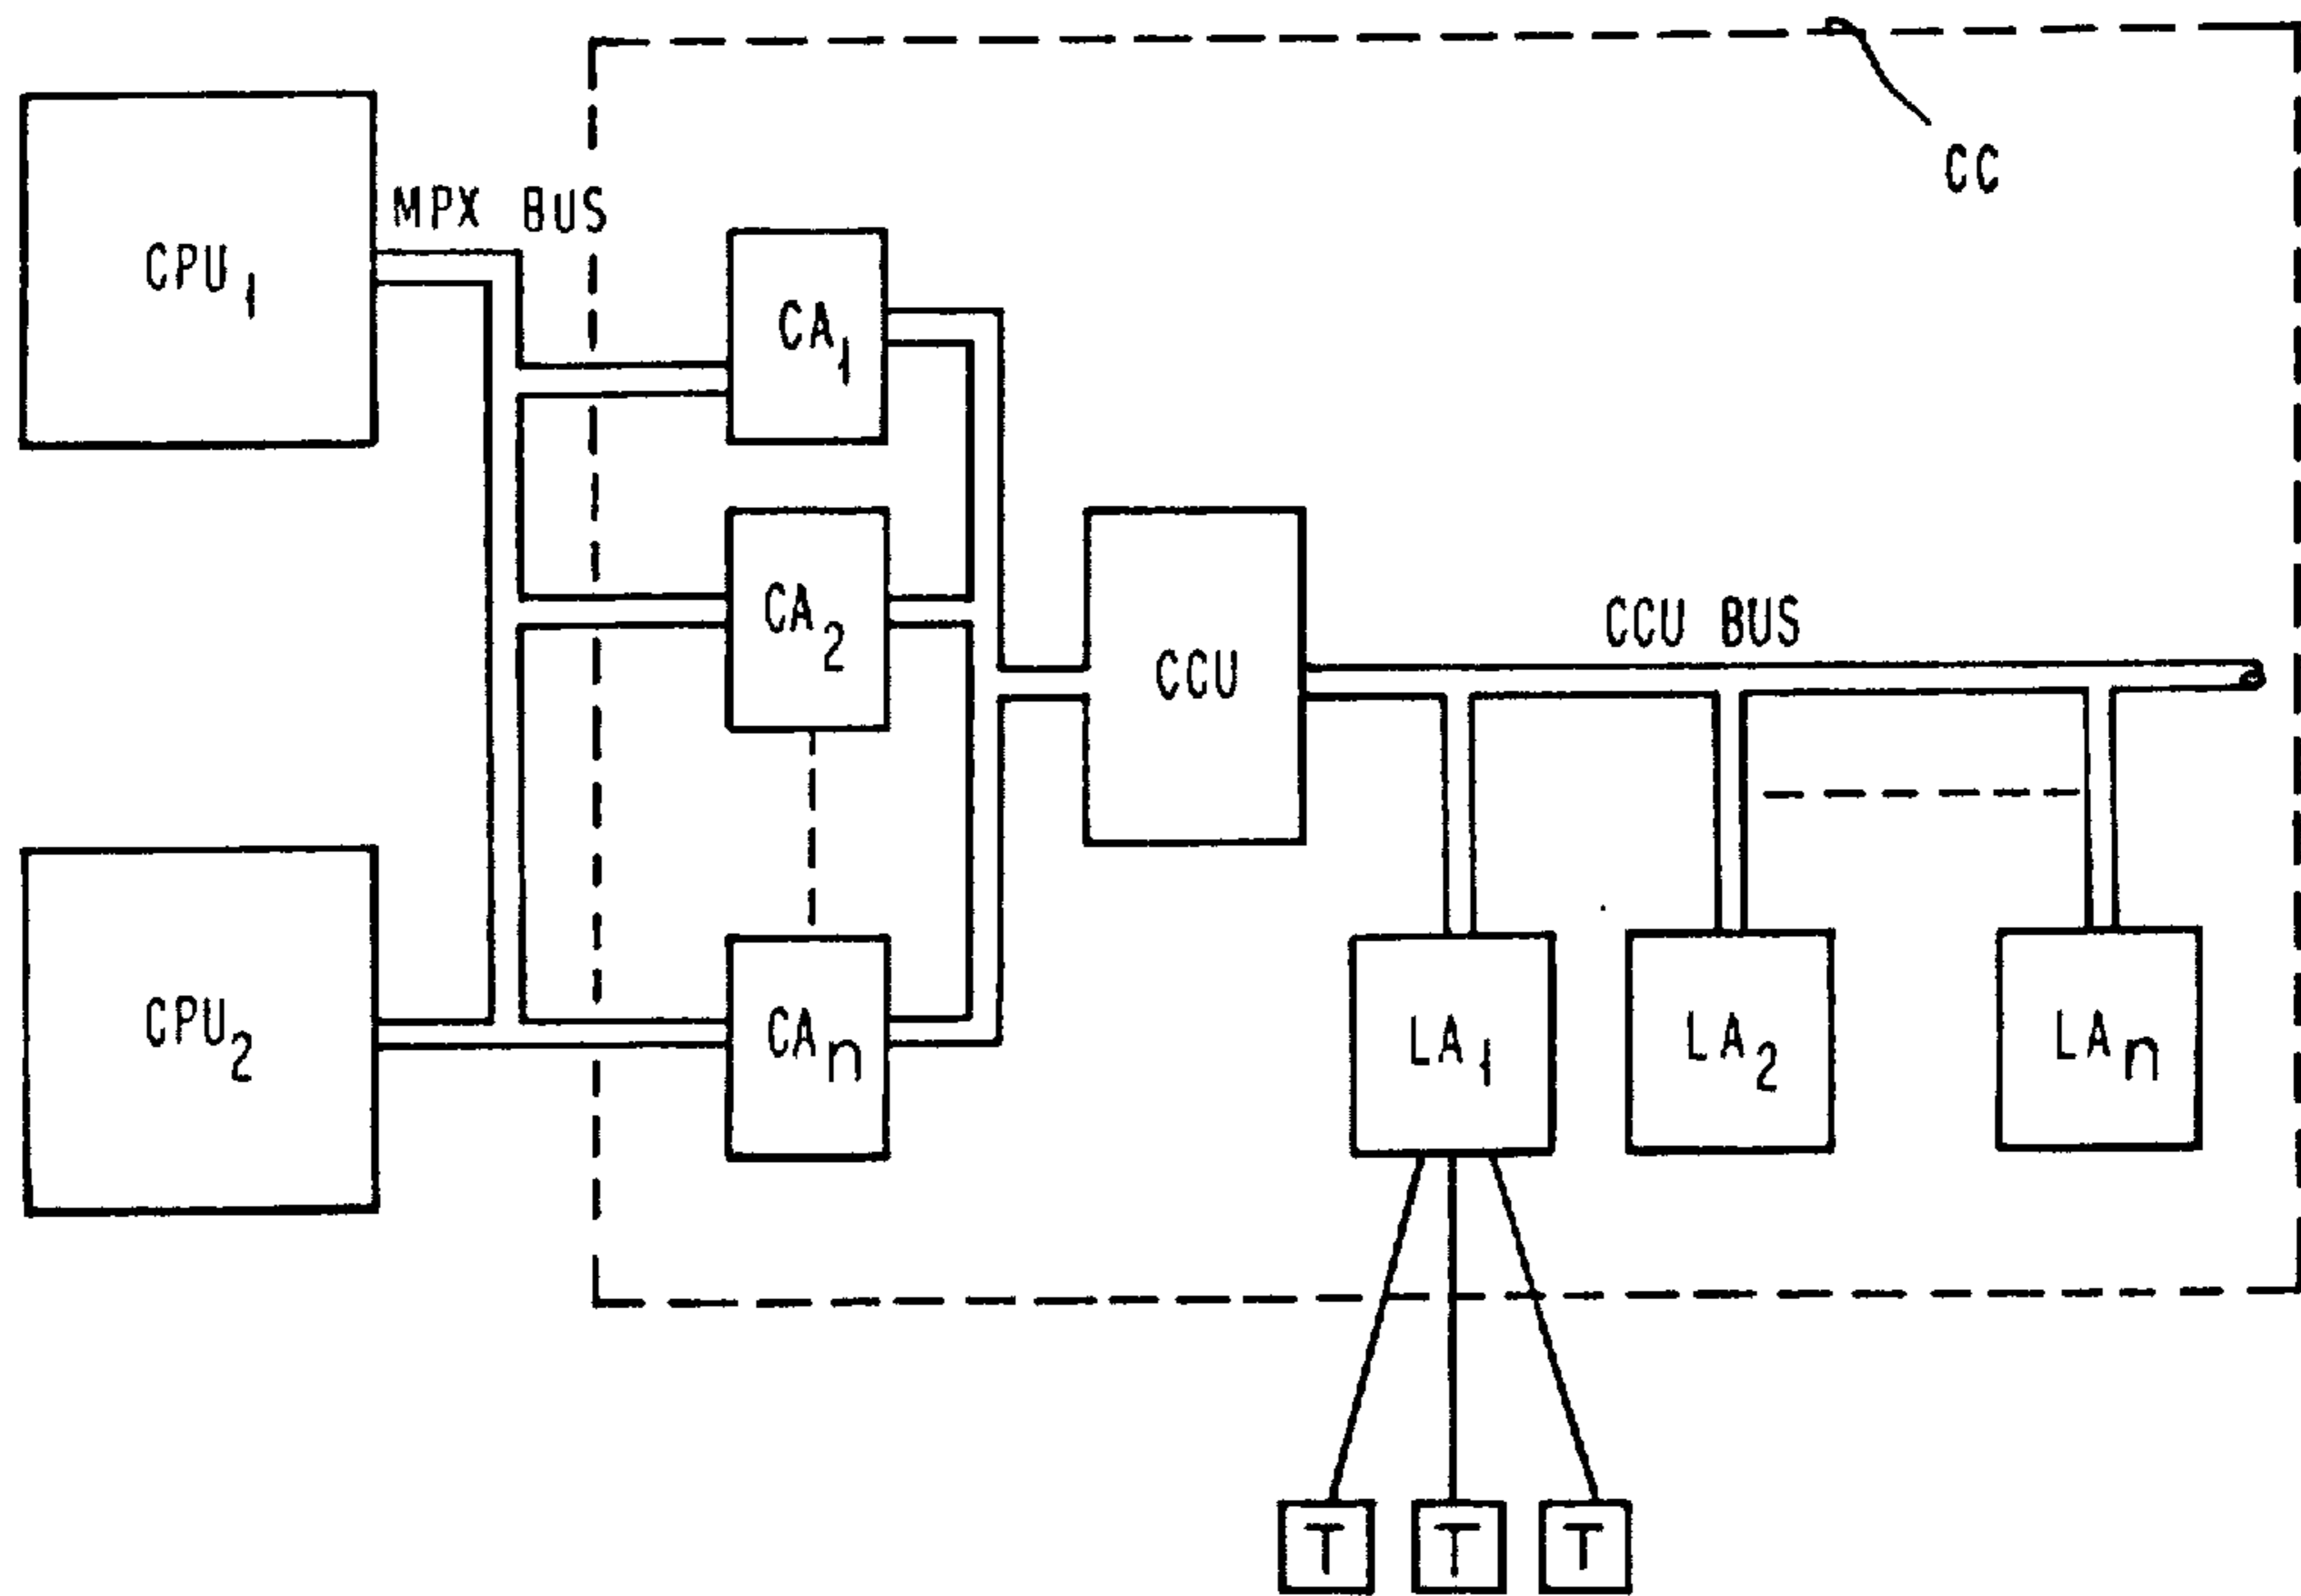 CC
MPX BUS
CPU₁
CA₁
CA₂
CCU
CCU BUS
CPU₂
CAₙ
LA₁
LA₂
LAₙ
T T T